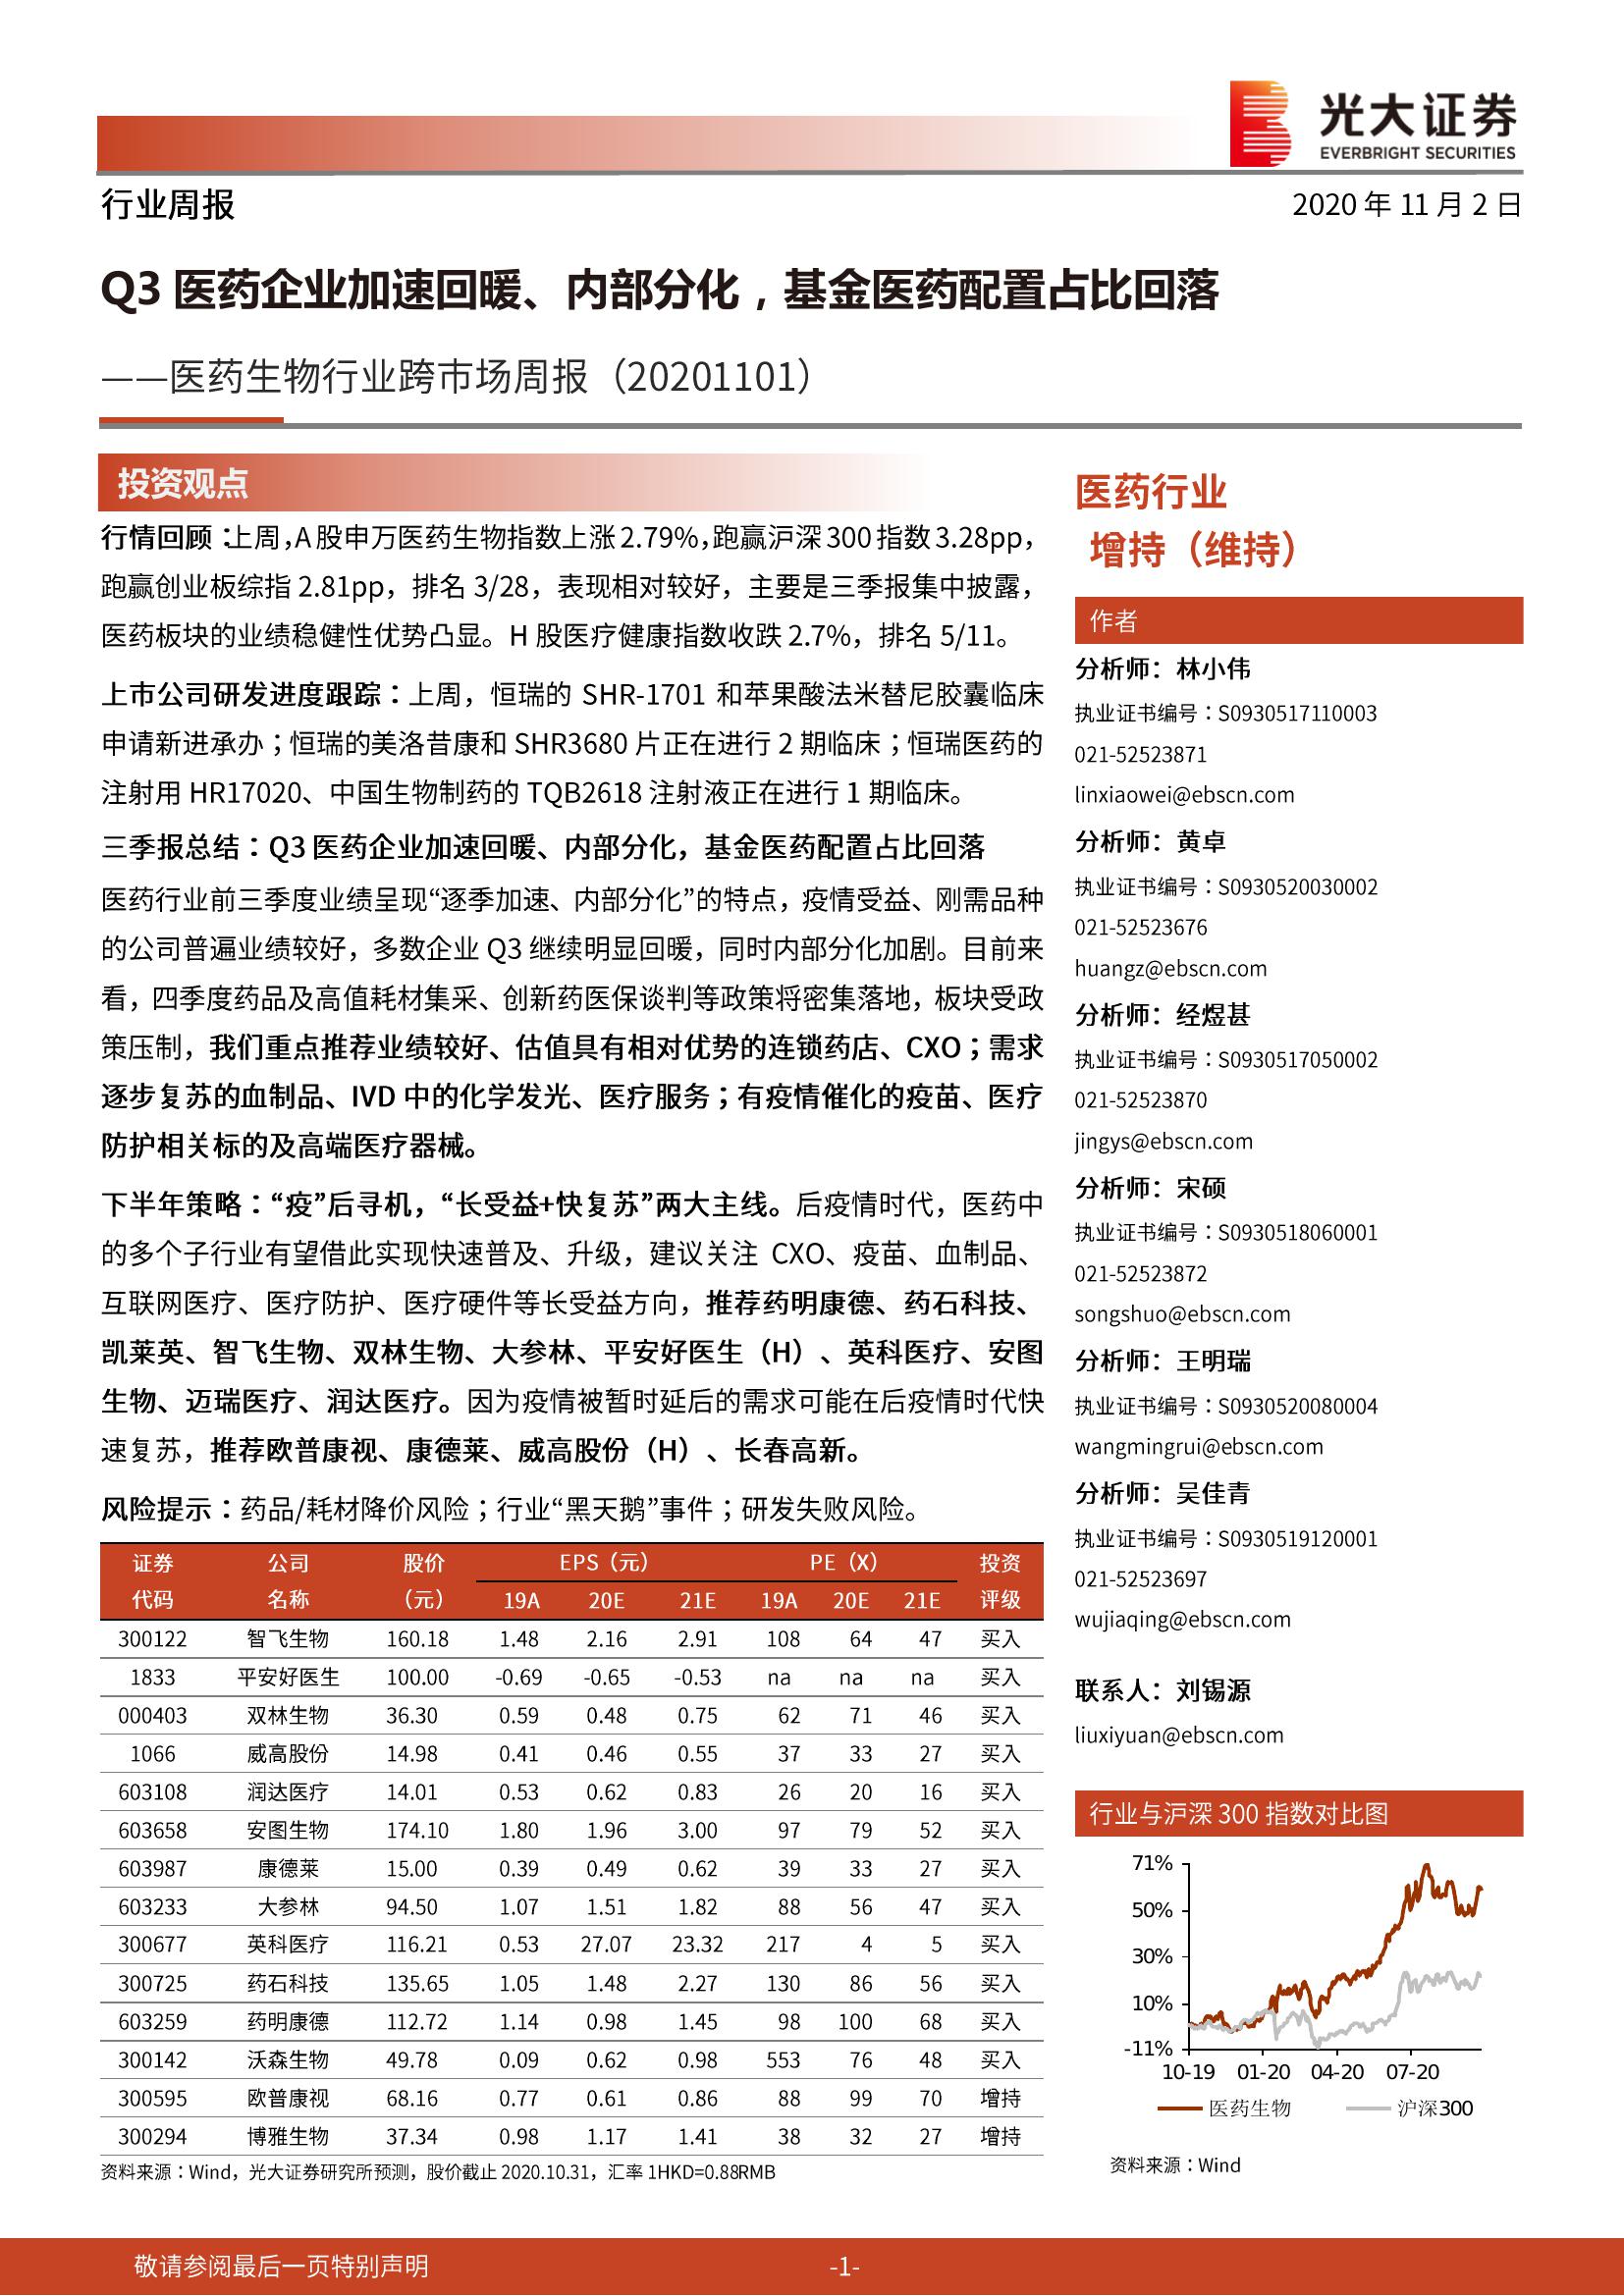 光大证券
EVERBRIGHT SECURITIES
行业周报
2020 年 11 月 2 日
Q3 医药企业加速回暖、内部分化，基金医药配置占比回落
——医药生物行业跨市场周报（20201101）
投资观点
行情回顾：上周，A 股申万医药生物指数上涨 2.79%，跑赢沪深 300 指数 3.28pp，
跑赢创业板综指 2.81pp，排名 3/28，表现相对较好，主要是三季报集中披露，
医药板块的业绩稳健性优势凸显。H 股医疗健康指数收跌 2.7%，排名 5/11。
上市公司研发进度跟踪：上周，恒瑞的 SHR-1701 和苹果酸法米替尼胶囊临床
申请新进承办；恒瑞的美洛昔康和 SHR3680 片正在进行 2 期临床；恒瑞医药的
注射用 HR17020、中国生物制药的 TQB2618 注射液正在进行 1 期临床。
三季报总结：Q3 医药企业加速回暖、内部分化，基金医药配置占比回落
医药行业前三季度业绩呈现“逐季加速、内部分化”的特点，疫情受益、刚需品种
的公司普遍业绩较好，多数企业 Q3 继续明显回暖，同时内部分化加剧。目前来
看，四季度药品及高值耗材集采、创新药医保谈判等政策将密集落地，板块受政
策压制，我们重点推荐业绩较好、估值具有相对优势的连锁药店、CXO；需求
逐步复苏的血制品、IVD 中的化学发光、医疗服务；有疫情催化的疫苗、医疗
防护相关标的及高端医疗器械。
下半年策略：“疫”后寻机，“长受益+快复苏”两大主线。后疫情时代，医药中
的多个子行业有望借此实现快速普及、升级，建议关注 CXO、疫苗、血制品、
互联网医疗、医疗防护、医疗硬件等长受益方向，推荐药明康德、药石科技、
凯莱英、智飞生物、双林生物、大参林、平安好医生（H）、英科医疗、安图
生物、迈瑞医疗、润达医疗。因为疫情被暂时延后的需求可能在后疫情时代快
速复苏，推荐欧普康视、康德莱、威高股份（H）、长春高新。
风险提示：药品/耗材降价风险；行业“黑天鹅”事件；研发失败风险。
证券 公司 股价 EPS（元） PE（X） 投资
代码 名称 （元） 19A 20E 21E 19A 20E 21E 评级
300122 智飞生物 160.18 1.48 2.16 2.91 108 64 47 买入
1833 平安好医生 100.00 -0.69 -0.65 -0.53 na na na 买入
000403 双林生物 36.30 0.59 0.48 0.75 62 71 46 买入
1066 威高股份 14.98 0.41 0.46 0.55 37 33 27 买入
603108 润达医疗 14.01 0.53 0.62 0.83 26 20 16 买入
603658 安图生物 174.10 1.80 1.96 3.00 97 79 52 买入
603987 康德莱 15.00 0.39 0.49 0.62 39 33 27 买入
603233 大参林 94.50 1.07 1.51 1.82 88 56 47 买入
300677 英科医疗 116.21 0.53 27.07 23.32 217 4 5 买入
300725 药石科技 135.65 1.05 1.48 2.27 130 86 56 买入
603259 药明康德 112.72 1.14 0.98 1.45 98 100 68 买入
300142 沃森生物 49.78 0.09 0.62 0.98 553 76 48 买入
300595 欧普康视 68.16 0.77 0.61 0.86 88 99 70 增持
300294 博雅生物 37.34 0.98 1.17 1.41 38 32 27 增持
资料来源：Wind，光大证券研究所预测，股价截止 2020.10.31，汇率 1HKD=0.88RMB
医药行业
增持（维持）
作者
分析师：林小伟
执业证书编号：S0930517110003
021-52523871
linxiaowei@ebscn.com
分析师：黄卓
执业证书编号：S0930520030002
021-52523676
huangz@ebscn.com
分析师：经煜甚
执业证书编号：S0930517050002
021-52523870
jingys@ebscn.com
分析师：宋硕
执业证书编号：S0930518060001
021-52523872
songshuo@ebscn.com
分析师：王明瑞
执业证书编号：S0930520080004
wangmingrui@ebscn.com
分析师：吴佳青
执业证书编号：S0930519120001
021-52523697
wujiaqing@ebscn.com
联系人：刘锡源
liuxiyuan@ebscn.com
行业与沪深 300 指数对比图
71%
50%
30%
10%
-11%
10-19 01-20 04-20 07-20
医药生物 沪深300
资料来源：Wind
敬请参阅最后一页特别声明
-1-